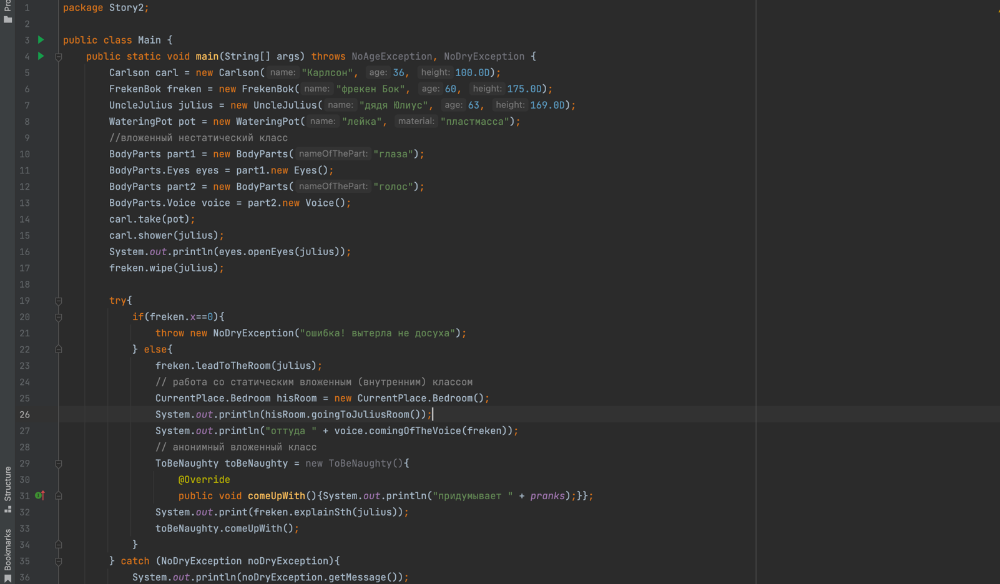 Pro
1 package Story2;
2
3 public class Main {
4 public static void main(String[] args) throws NoAgeException, NoDryException {
5 Carlson carl = new Carlson( name: "Карлсон", age: 36, height: 100.0D);
6 FrekenBok freken = new FrekenBok( name: "фрекен Бок", age: 60, height: 175.0D);
7 UncleJulius julius = new UncleJulius( name: "дядя Юлиус", age: 63, height: 169.0D);
8 WateringPot pot = new WateringPot( name: "лейка", material: "пластмасса");
9 //вложенный нестатический класс
10 BodyParts part1 = new BodyParts( nameOfThePart: "глаза");
11 BodyParts.Eyes eyes = part1.new Eyes();
12 BodyParts part2 = new BodyParts( nameOfThePart: "голос");
13 BodyParts.Voice voice = part2.new Voice();
14 carl.take(pot);
15 carl.shower(julius);
16 System.out.println(eyes.openEyes(julius));
17 freken.wipe(julius);
18
19 try{
20 if(freken.x==0){
21 throw new NoDryException("ошибка! вытерла не досуха");
22 } else{
23 freken.leadToTheRoom(julius);
24 // работа со статическим вложенным (внутренним) классом
25 CurrentPlace.Bedroom hisRoom = new CurrentPlace.Bedroom();
26 System.out.println(hisRoom.goingToJuliusRoom());
27 System.out.println("оттуда " + voice.comingOfTheVoice(freken));
28 // анонимный вложенный класс
29 ToBeNaughty toBeNaughty = new ToBeNaughty(){
30 @Override
31 public void comeUpWith(){System.out.println("придумывает " + pranks);}};
32 System.out.print(freken.explainSth(julius));
33 toBeNaughty.comeUpWith();
34 }
35 } catch (NoDryException noDryException){
36 System.out.println(noDryException.getMessage());
Structure
Bookmarks